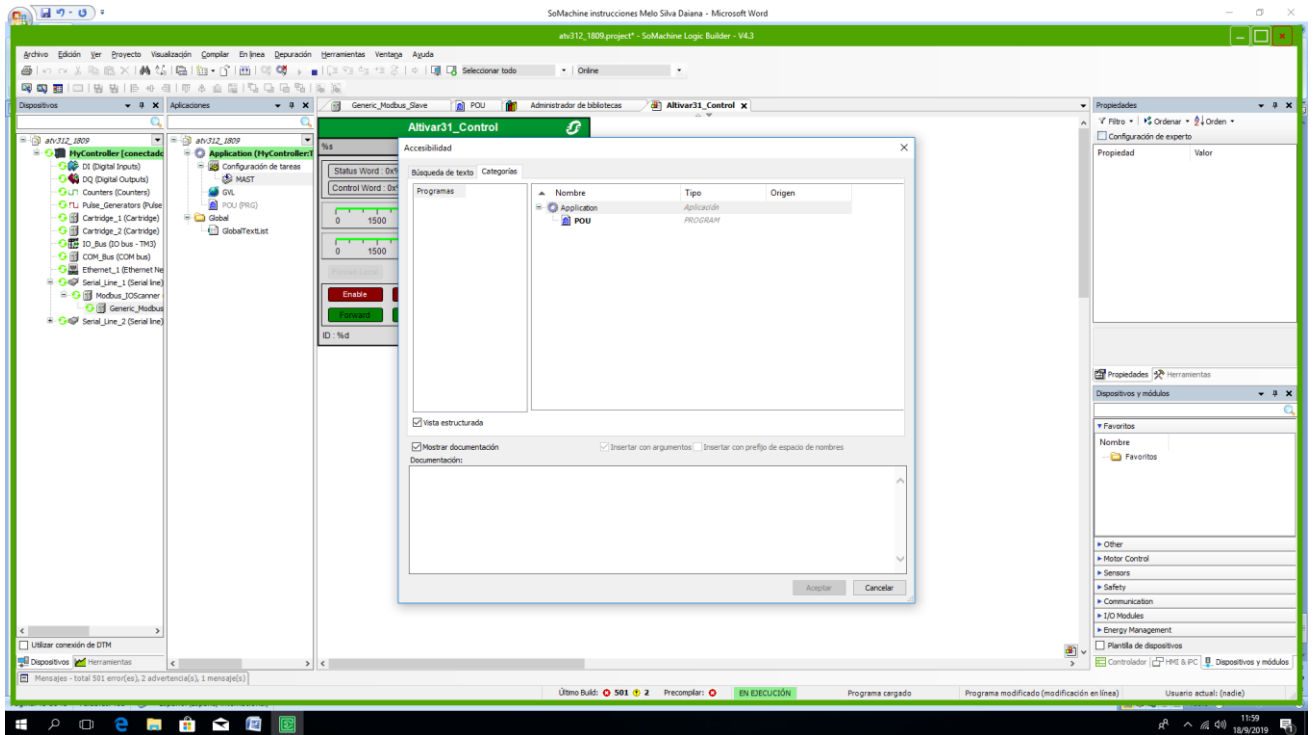 SoMachine instrucciones Melo Silva Daiana - Microsoft Word
atv312_1809.project* - SoMachine Logic Builder - V4.3
Archivo Edición Ver Proyecto Visualización Compilar En línea Depuración Herramientas Ventana Ayuda
Seleccionar todo Online
Dispositivos
atv312_1809
MyController [conectado
DI (Digital Inputs)
DQ (Digital Outputs)
Counters (Counters)
Pulse_Generators (Pulse
Cartridge_1 (Cartridge)
Cartridge_2 (Cartridge)
IO_Bus (IO bus - TM3)
COM_Bus (COM bus)
Ethernet_1 (Ethernet Ne
Serial_Line_1 (Serial line)
Modbus_IOScanner
Generic_Modbus
Serial_Line_2 (Serial line)
Utilizar conexión de DTM
Dispositivos Herramientas
Aplicaciones
atv312_1809
Application (MyController:T
Configuración de tareas
MAST
GVL
POU (PRG)
Global
GlobalTextList
Generic_Modbus_Slave POU Administrador de bibliotecas Altivar31_Control
Altivar31_Control
%s
Status Word : 0x%
Control Word : 0x%
0 1500
0 1500
Forced Local
Enable
Forward
ID : %d
Accesibilidad
Búsqueda de texto Categorías
Programas
Nombre Tipo Origen
Application Aplicación
POU PROGRAM
Vista estructurada
Mostrar documentación Insertar con argumentos Insertar con prefijo de espacio de nombres
Documentación:
Aceptar Cancelar
Propiedades
Filtro Ordenar Orden
Configuración de experto
Propiedad Valor
Propiedades Herramientas
Dispositivos y módulos
Favoritos
Nombre
Favoritos
Other
Motor Control
Sensors
Safety
Communication
I/O Modules
Energy Management
Plantilla de dispositivos
Controlador HMI & iPC Dispositivos y módulos
Mensajes - total 501 error(es), 2 advertencia(s), 1 mensaje(s)
Último Build: 501 2 Precompilar: EN EJECUCIÓN Programa cargado Programa modificado (modificación en línea) Usuario actual: (nadie)
11:59
18/9/2019